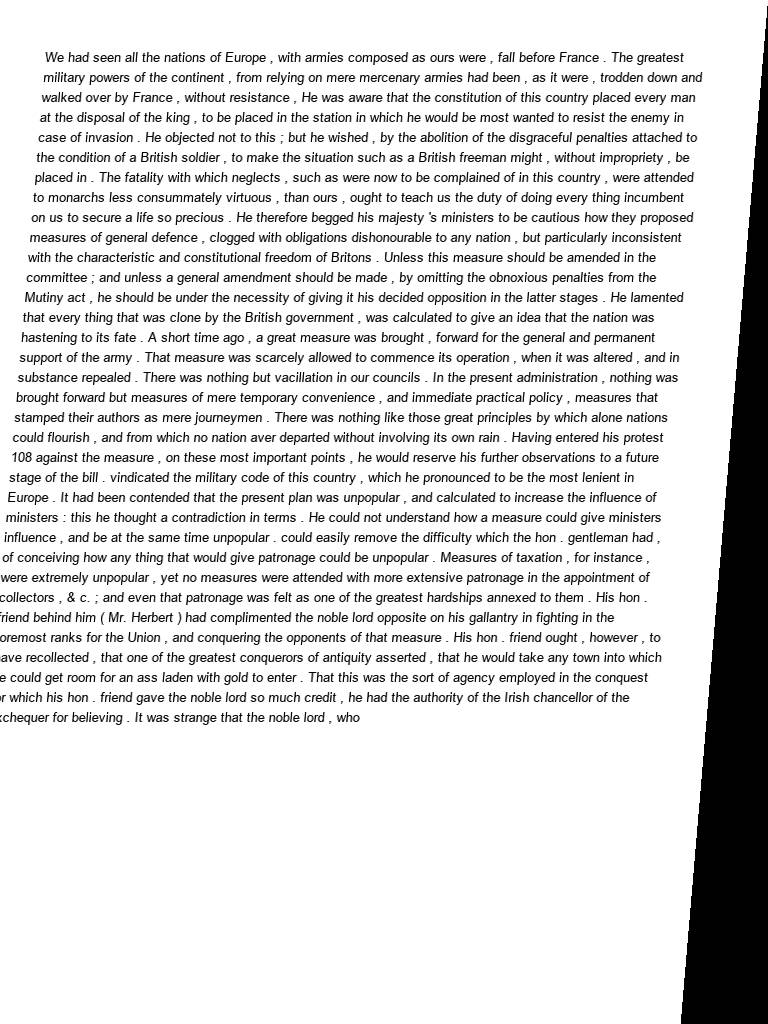 We had seen all the nations of Europe , with armies composed as ours were , fall before France . The greatest
military powers of the continent , from relying on mere mercenary armies had been , as it were , trodden down and
walked over by France , without resistance , He was aware that the constitution of this country placed every man
at the disposal of the king , to be placed in the station in which he would be most wanted to resist the enemy in
case of invasion . He objected not to this ; but he wished , by the abolition of the disgraceful penalties attached to
the condition of a British soldier , to make the situation such as a British freeman might , without impropriety , be
placed in . The fatality with which neglects , such as were now to be complained of in this country , were attended
to monarchs less consummately virtuous , than ours , ought to teach us the duty of doing every thing incumbent
on us to secure a life so precious . He therefore begged his majesty 's ministers to be cautious how they proposed
measures of general defence , clogged with obligations dishonourable to any nation , but particularly inconsistent
with the characteristic and constitutional freedom of Britons . Unless this measure should be amended in the
committee ; and unless a general amendment should be made , by omitting the obnoxious penalties from the
Mutiny act , he should be under the necessity of giving it his decided opposition in the latter stages . He lamented
that every thing that was clone by the British government , was calculated to give an idea that the nation was
hastening to its fate . A short time ago , a great measure was brought , forward for the general and permanent
support of the army . That measure was scarcely allowed to commence its operation , when it was altered , and in
substance repealed . There was nothing but vacillation in our councils . In the present administration , nothing was
brought forward but measures of mere temporary convenience , and immediate practical policy , measures that
stamped their authors as mere journeymen . There was nothing like those great principles by which alone nations
could flourish , and from which no nation aver departed without involving its own rain . Having entered his protest
108 against the measure , on these most important points , he would reserve his further observations to a future
stage of the bill . vindicated the military code of this country , which he pronounced to be the most lenient in
Europe . It had been contended that the present plan was unpopular , and calculated to increase the influence of
ministers : this he thought a contradiction in terms . He could not understand how a measure could give ministers
influence , and be at the same time unpopular . could easily remove the difficulty which the hon . gentleman had ,
of conceiving how any thing that would give patronage could be unpopular . Measures of taxation , for instance ,
were extremely unpopular , yet no measures were attended with more extensive patronage in the appointment of
collectors , & c. ; and even that patronage was felt as one of the greatest hardships annexed to them . His hon .
friend behind him ( Mr. Herbert ) had complimented the noble lord opposite on his gallantry in fighting in the
oremost ranks for the Union , and conquering the opponents of that measure . His hon . friend ought , however , to
ave recollected , that one of the greatest conquerors of antiquity asserted , that he would take any town into which
e could get room for an ass laden with gold to enter . That this was the sort of agency employed in the conquest
or which his hon . friend gave the noble lord so much credit , he had the authority of the Irish chancellor of the
xchequer for believing . It was strange that the noble lord , who